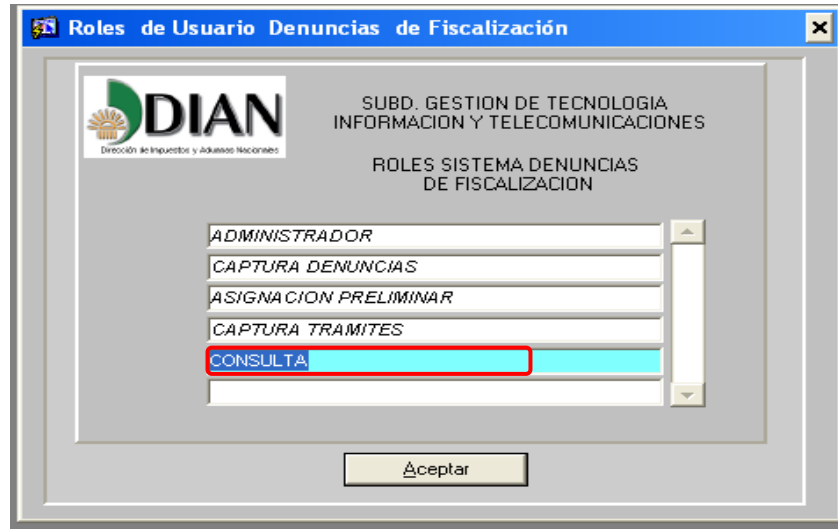 Roles de Usuario Denuncias de Fiscalización
DIAN
Dirección de Impuestos y Aduanas Nacionales
SUBD. GESTION DE TECNOLOGIA
INFORMACION Y TELECOMUNICACIONES
ROLES SISTEMA DENUNCIAS
DE FISCALIZACION
ADMINISTRADOR
CAPTURA DENUNCIAS
ASIGNACION PRELIMINAR
CAPTURA TRAMITES
CONSULTA
Aceptar